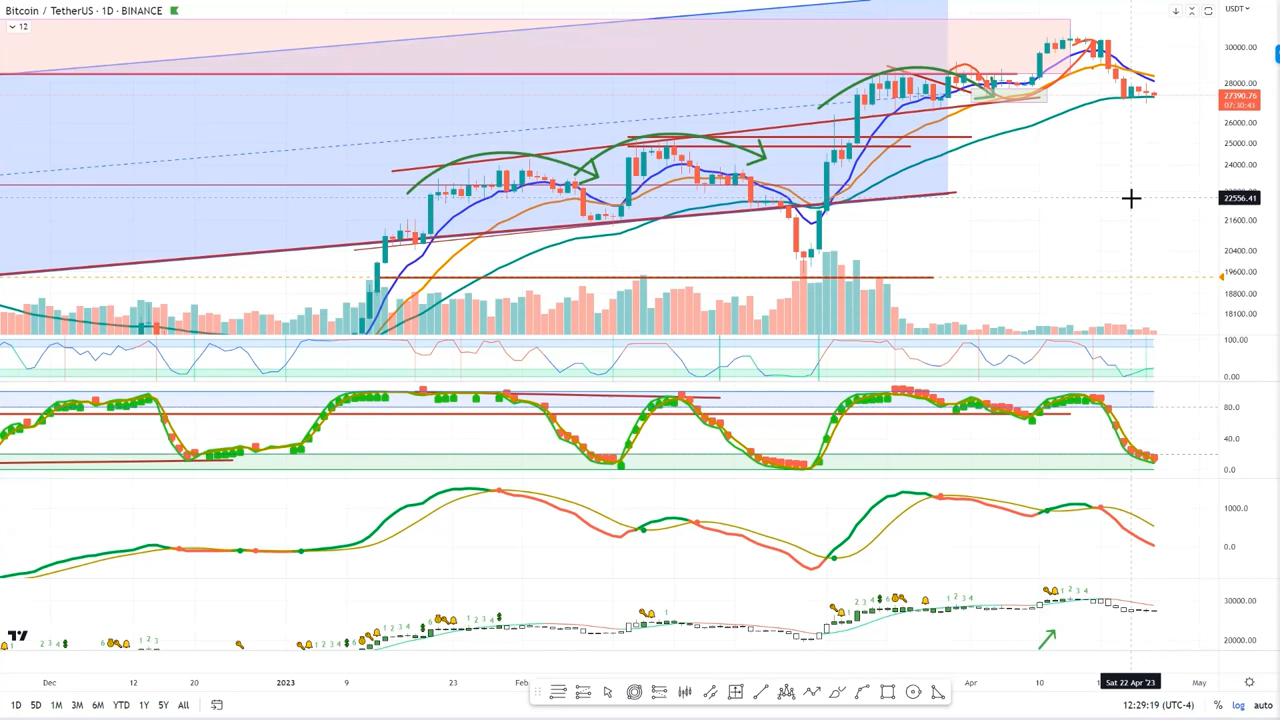 Bitcoin / TetherUS · 1D · BINANCE
12
USDT
30000.00
28000.00
27390.76
07:30:43
26000.00
25000.00
24000.00
22556.41
21600.00
20400.00
19600.00
18800.00
18100.00
100.00
0.00
80.0
40.0
0.0
1000.0
0.0
30000.00
20000.00
Dec
12
20
2023
9
23
Feb
Apr
10
Sat 22 Apr '23
May
1D
5D
1M
3M
6M
YTD
1Y
5Y
All
12:29:19 (UTC-4)
%
log
auto